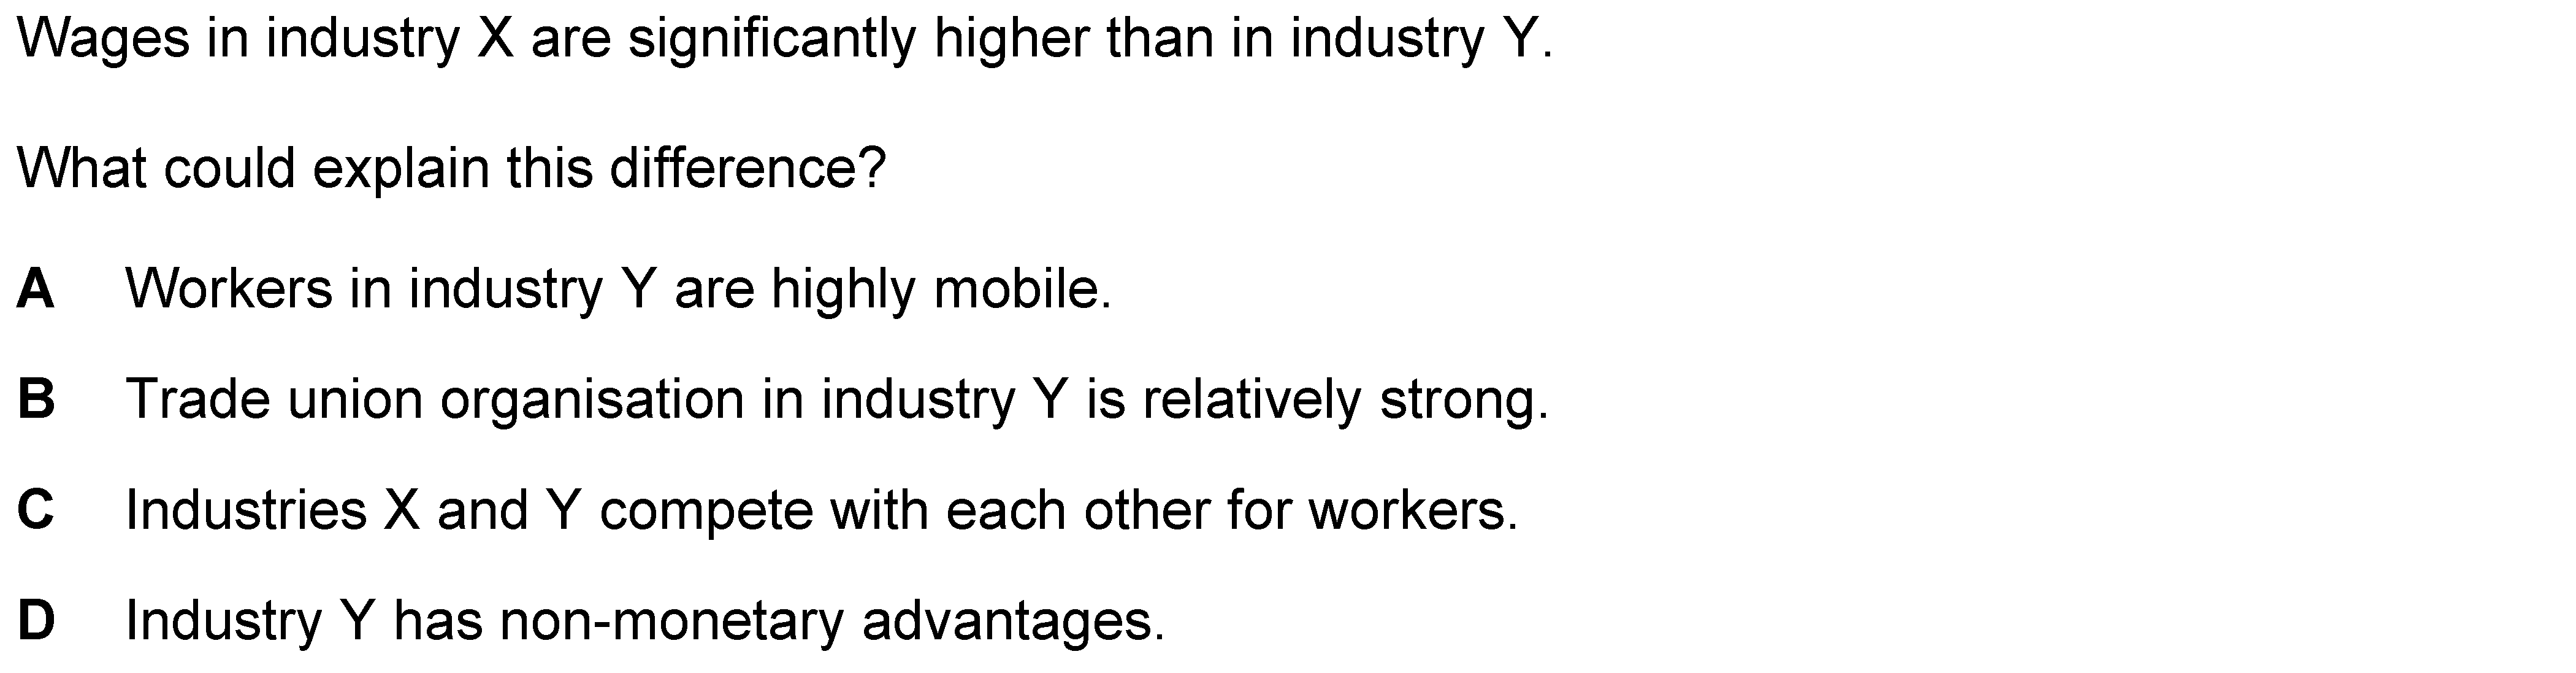 Wages in industry X are significantly higher than in industry Y.
What could explain this difference?
A Workers in industry Y are highly mobile.
B Trade union organisation in industry Y is relatively strong.
C Industries X and Y compete with each other for workers.
D Industry Y has non-monetary advantages.